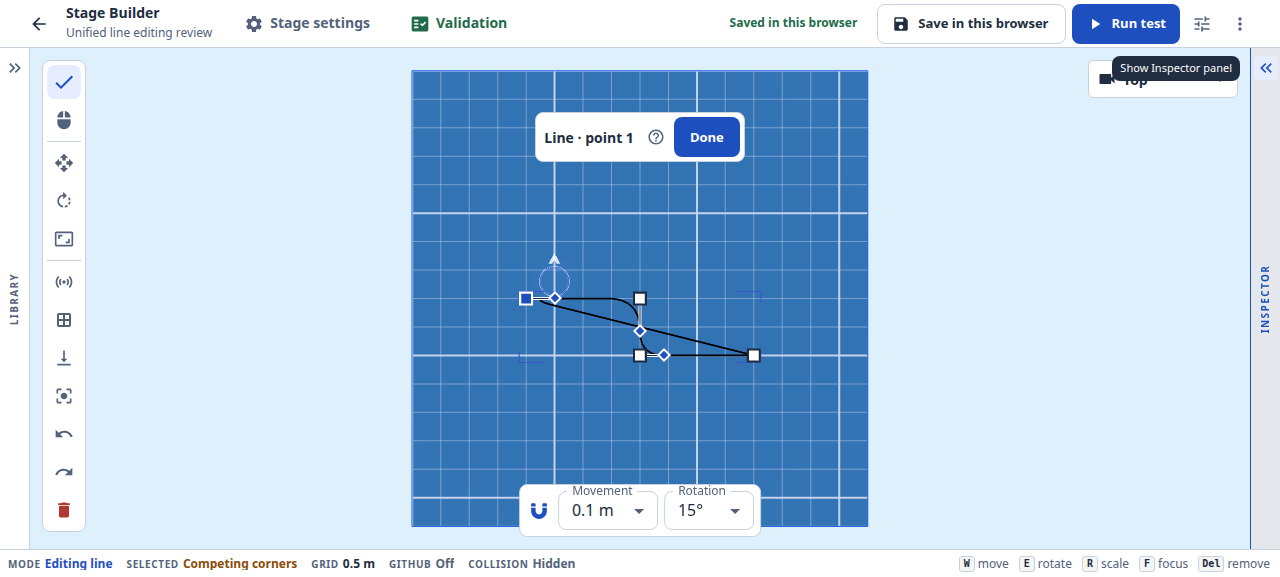 Stage Builder
Unified line editing review
Stage settings
Validation
Saved in this browser
Save in this browser
Run test
Show Inspector panel
Top
Line · point 1
Done
LIBRARY
INSPECTOR
Movement
0.1 m
Rotation
15°
MODE Editing line SELECTED Competing corners GRID 0.5 m GITHUB Off COLLISION Hidden
W move E rotate R scale F focus Del remove